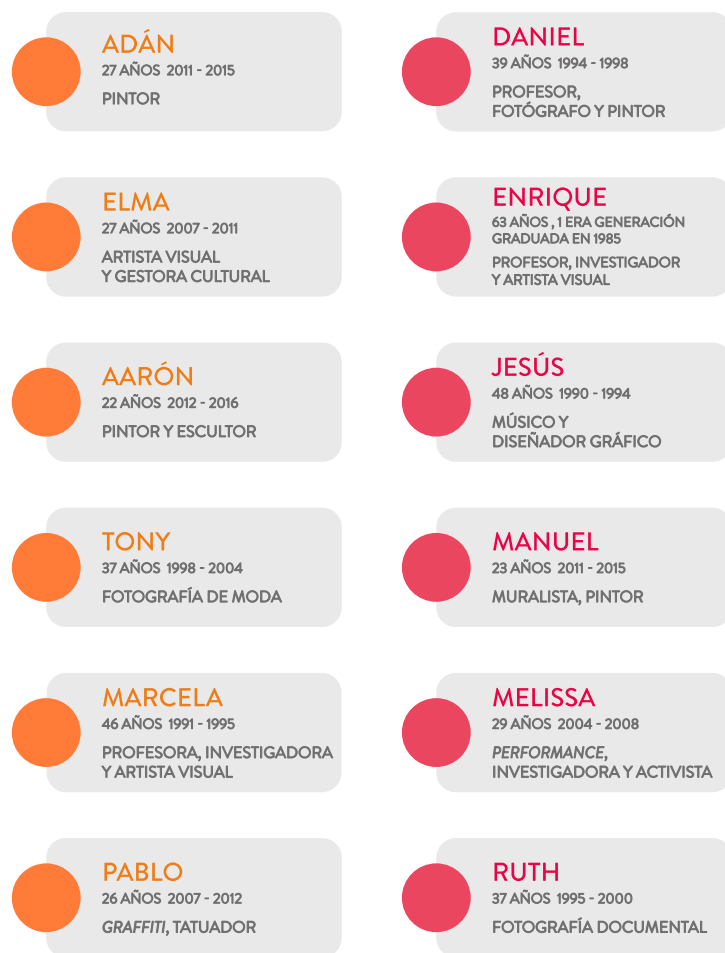 ADÁN
27 AÑOS 2011 - 2015
PINTOR
ELMA
27 AÑOS 2007 - 2011
ARTISTA VISUAL
Y GESTORA CULTURAL
AARÓN
22 AÑOS 2012 - 2016
PINTOR Y ESCULTOR
TONY
37 AÑOS 1998 - 2004
FOTOGRAFÍA DE MODA
MARCELA
46 AÑOS 1991 - 1995
PROFESORA, INVESTIGADORA
Y ARTISTA VISUAL
PABLO
26 AÑOS 2007 - 2012
GRAFFITI, TATUADOR
DANIEL
39 AÑOS 1994 - 1998
PROFESOR,
FOTÓGRAFO Y PINTOR
ENRIQUE
63 AÑOS , 1 ERA GENERACIÓN
GRADUADA EN 1985
PROFESOR, INVESTIGADOR
Y ARTISTA VISUAL
JESÚS
48 AÑOS 1990 - 1994
MÚSICO Y
DISEÑADOR GRÁFICO
MANUEL
23 AÑOS 2011 - 2015
MURALISTA, PINTOR
MELISSA
29 AÑOS 2004 - 2008
PERFORMANCE,
INVESTIGADORA Y ACTIVISTA
RUTH
37 AÑOS 1995 - 2000
FOTOGRAFÍA DOCUMENTAL